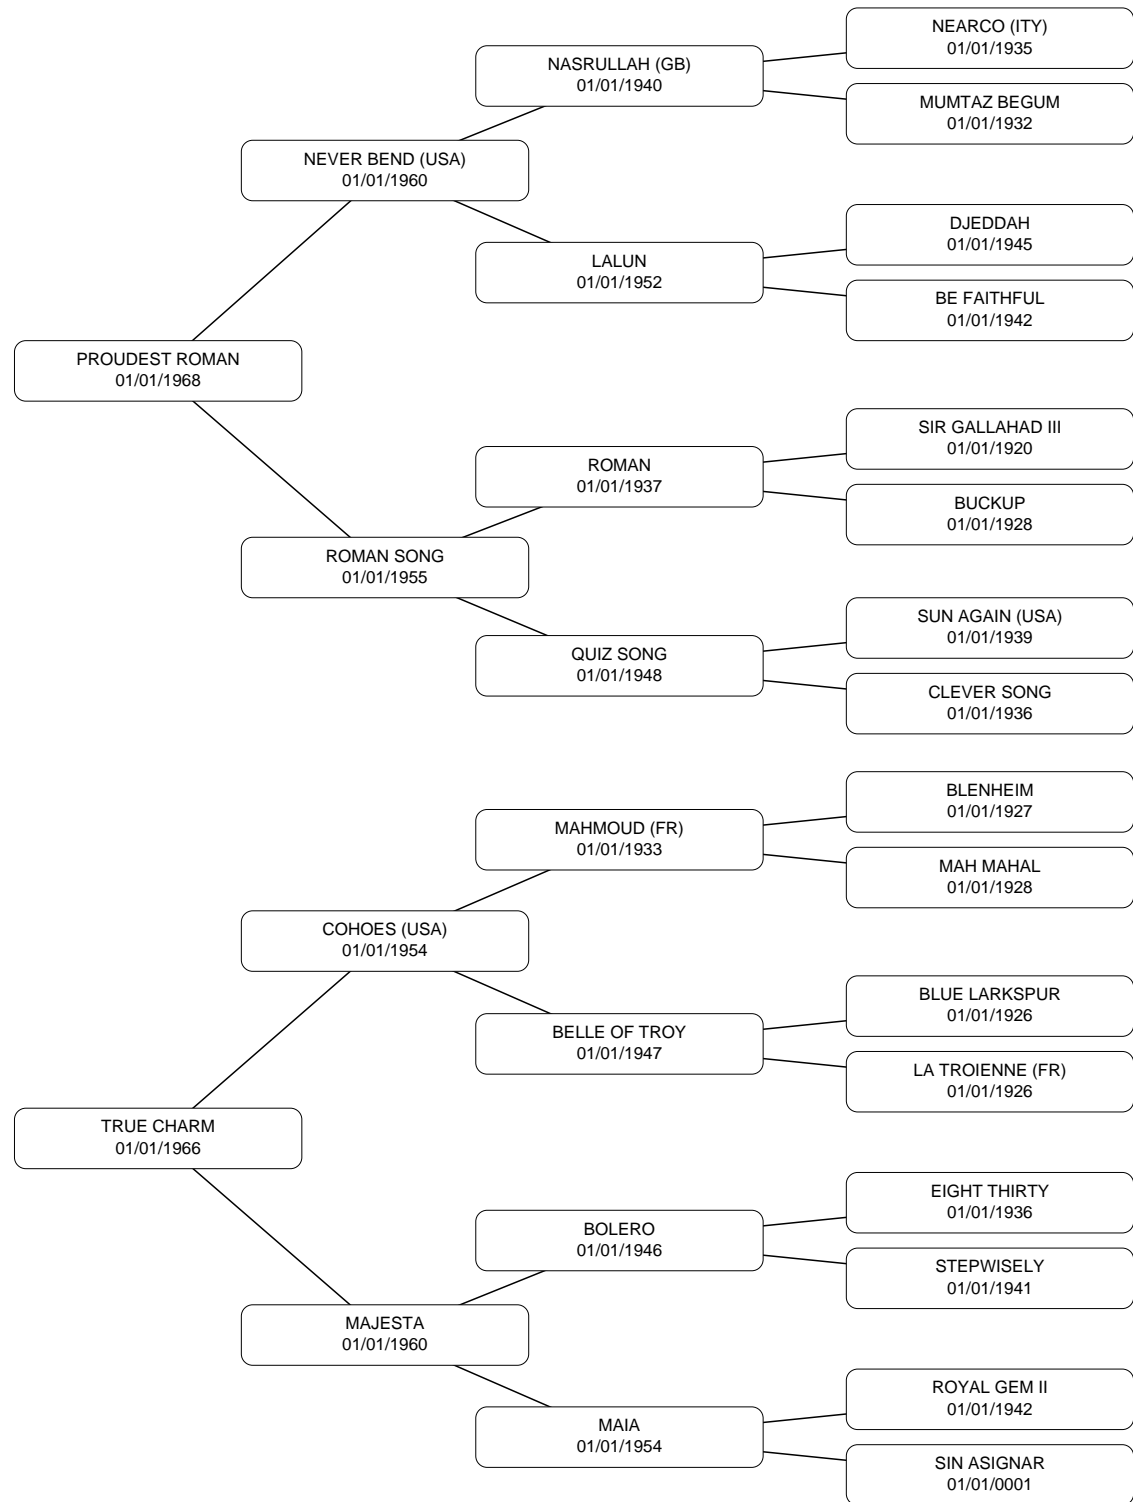 NEARCO (ITY)
01/01/1935
NASRULLAH (GB)
01/01/1940
MUMTAZ BEGUM
01/01/1932
NEVER BEND (USA)
01/01/1960
DJEDDAH
01/01/1945
LALUN
01/01/1952
BE FAITHFUL
01/01/1942
PROUDEST ROMAN
01/01/1968
SIR GALLAHAD III
01/01/1920
ROMAN
01/01/1937
BUCKUP
01/01/1928
ROMAN SONG
01/01/1955
SUN AGAIN (USA)
01/01/1939
QUIZ SONG
01/01/1948
CLEVER SONG
01/01/1936
BLENHEIM
01/01/1927
MAHMOUD (FR)
01/01/1933
MAH MAHAL
01/01/1928
COHOES (USA)
01/01/1954
BLUE LARKSPUR
01/01/1926
BELLE OF TROY
01/01/1947
LA TROIENNE (FR)
01/01/1926
TRUE CHARM
01/01/1966
EIGHT THIRTY
01/01/1936
BOLERO
01/01/1946
STEPWISELY
01/01/1941
MAJESTA
01/01/1960
ROYAL GEM II
01/01/1942
MAIA
01/01/1954
SIN ASIGNAR
01/01/0001